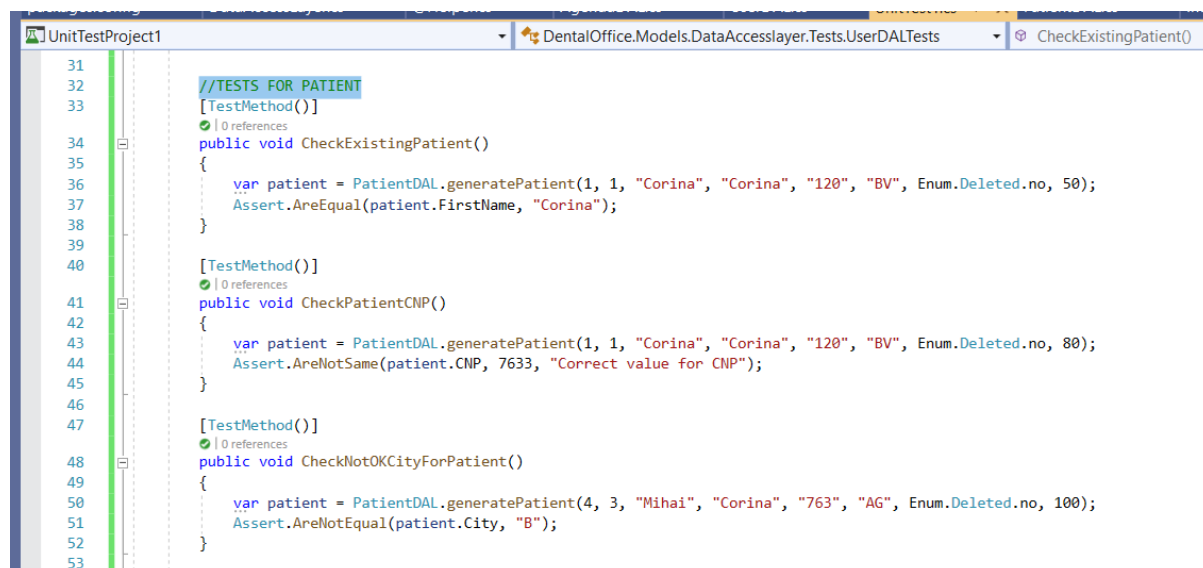 UnitTestProject1 DentalOffice.Models.DataAccesslayer.Tests.UserDALTests CheckExistingPatient()
31
32 //TESTS FOR PATIENT
33 [TestMethod()]
0 references
34 public void CheckExistingPatient()
35 {
36 var patient = PatientDAL.generatePatient(1, 1, "Corina", "Corina", "120", "BV", Enum.Deleted.no, 50);
37 Assert.AreEqual(patient.FirstName, "Corina");
38 }
39
40 [TestMethod()]
0 references
41 public void CheckPatientCNP()
42 {
43 var patient = PatientDAL.generatePatient(1, 1, "Corina", "Corina", "120", "BV", Enum.Deleted.no, 80);
44 Assert.AreNotSame(patient.CNP, 7633, "Correct value for CNP");
45 }
46
47 [TestMethod()]
0 references
48 public void CheckNotOKCityForPatient()
49 {
50 var patient = PatientDAL.generatePatient(4, 3, "Mihai", "Corina", "763", "AG", Enum.Deleted.no, 100);
51 Assert.AreNotEqual(patient.City, "B");
52 }
53